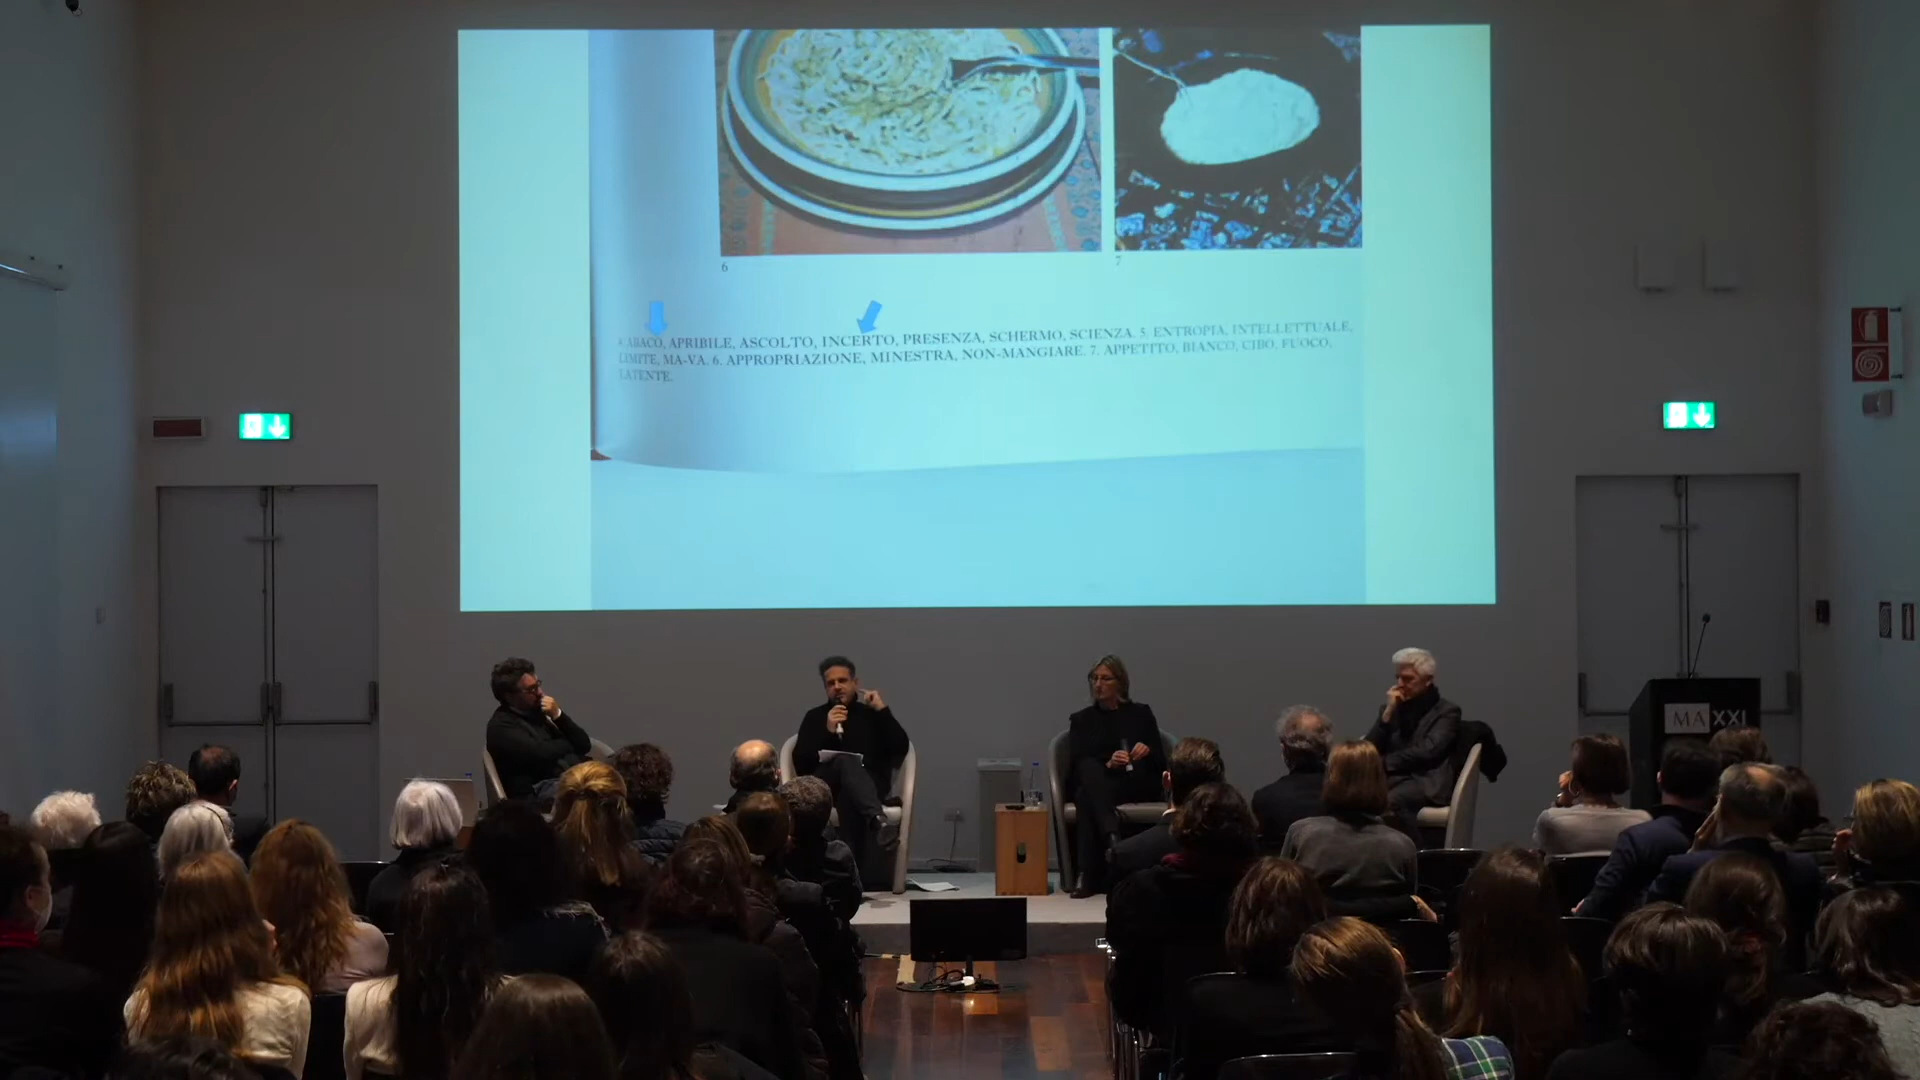 6
7
4. ABACO, APRIBILE, ASCOLTO, INCERTO, PRESENZA, SCHERMO, SCIENZA. 5. ENTROPIA, INTELLETTUALE,
LIMITE, MA-VA. 6. APPROPRIAZIONE, MINESTRA, NON-MANGIARE. 7. APPETITO, BIANCO, CIBO, FUOCO,
LATENTE.
MAXXI